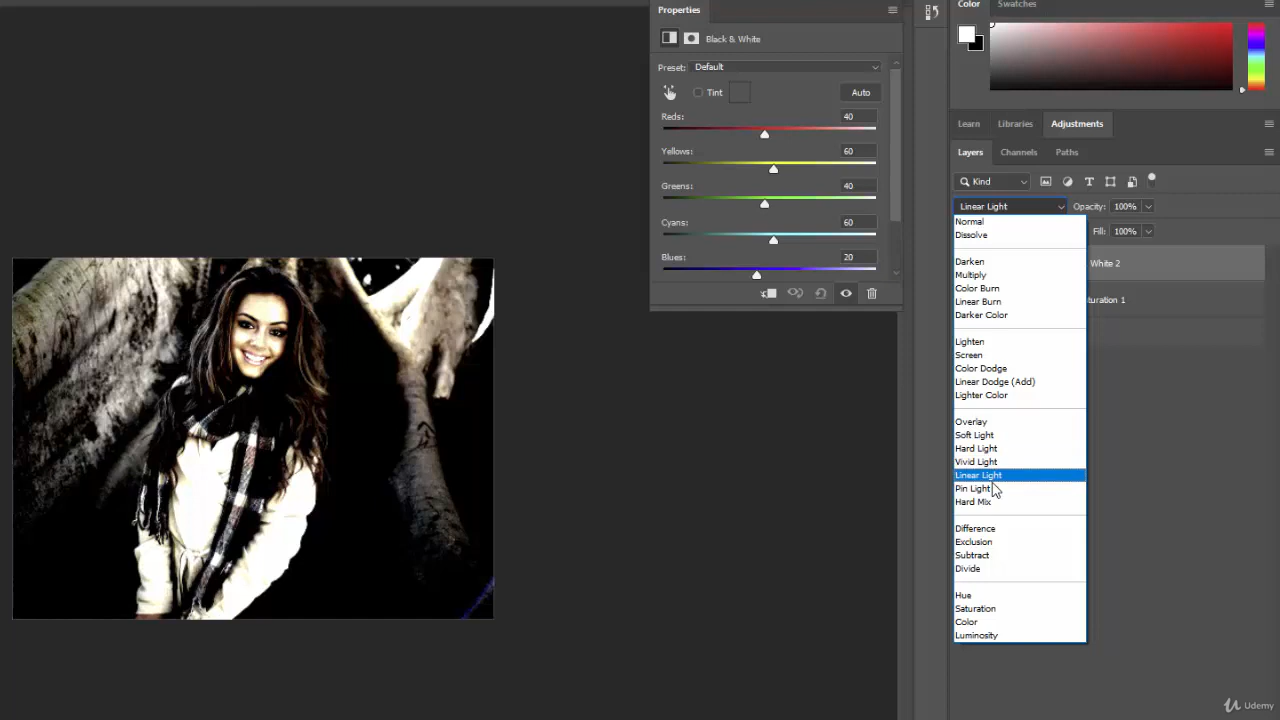 Properties
Black & White
Preset: Default
Tint
Auto
Reds: 40
Yellows: 60
Greens: 40
Cyans: 60
Blues: 20
Color Swatches
Learn Libraries Adjustments
Layers Channels Paths
Kind
Linear Light Opacity: 100%
Fill: 100%
White 2
turation 1
Normal
Dissolve
Darken
Multiply
Color Burn
Linear Burn
Darker Color
Lighten
Screen
Color Dodge
Linear Dodge (Add)
Lighter Color
Overlay
Soft Light
Hard Light
Vivid Light
Linear Light
Pin Light
Hard Mix
Difference
Exclusion
Subtract
Divide
Hue
Saturation
Color
Luminosity
Udemy